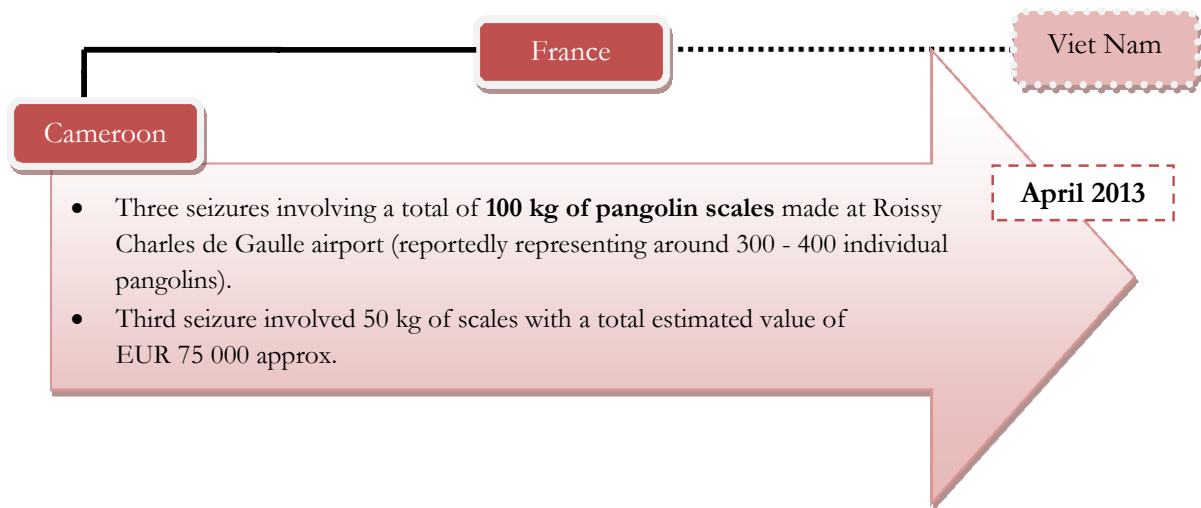 France
Viet Nam
Cameroon
April 2013
• Three seizures involving a total of 100 kg of pangolin scales made at Roissy
Charles de Gaulle airport (reportedly representing around 300 - 400 individual
pangolins).
• Third seizure involved 50 kg of scales with a total estimated value of
EUR 75 000 approx.